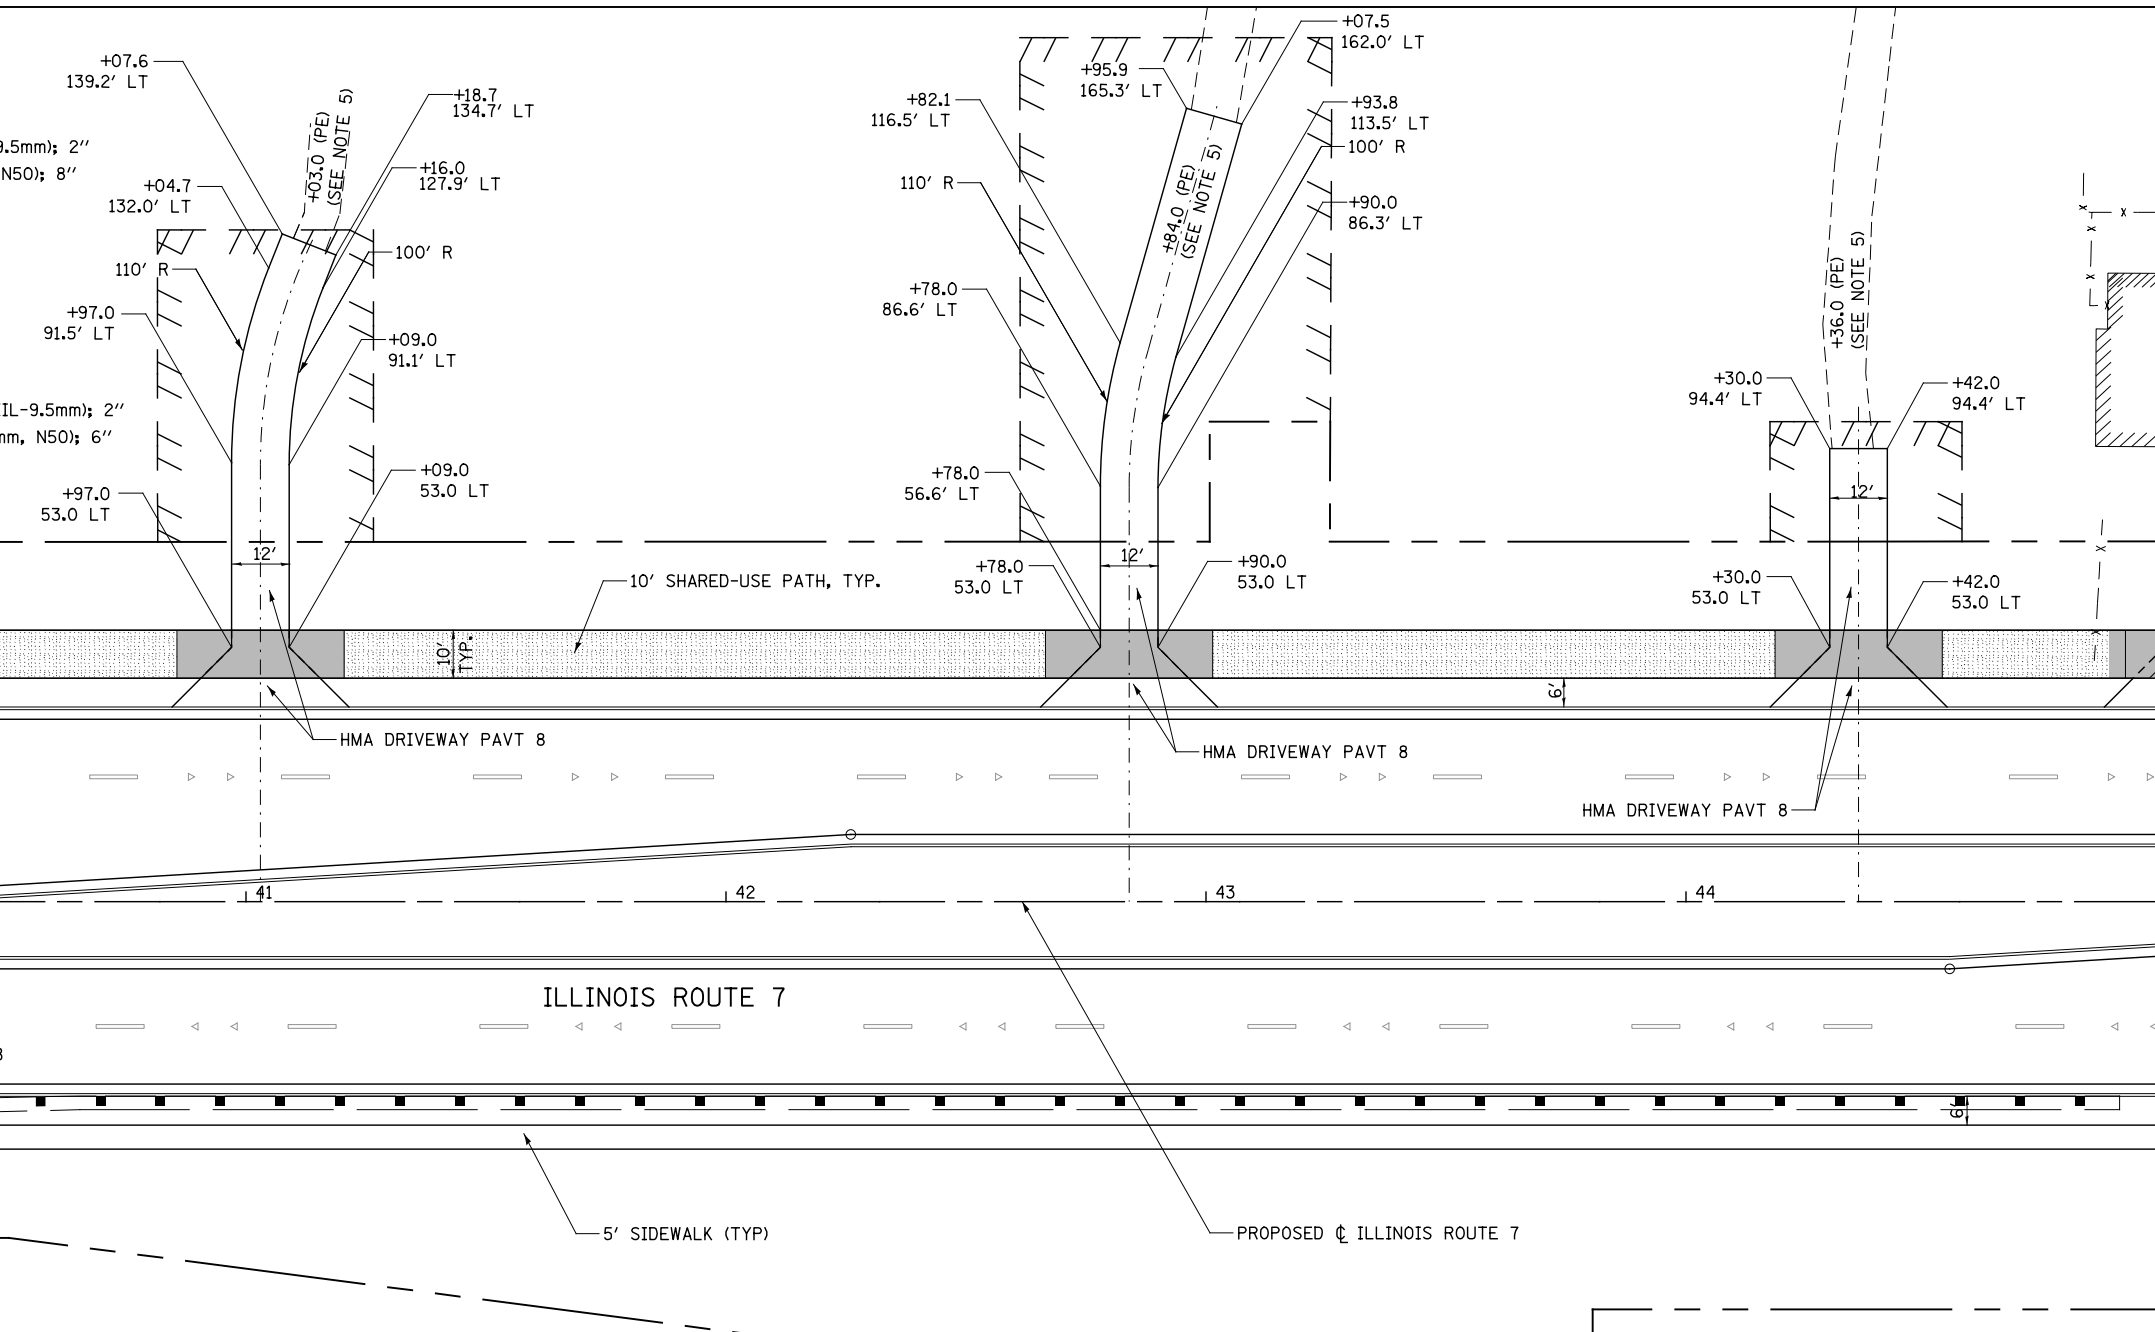 +07.6
139.2' LT
+18.7
134.7' LT
+03.0 (PE)
(SEE NOTE 5)
9.5mm); 2''
N50); 8''
+04.7
132.0' LT
+16.0
127.9' LT
110' R
100' R
+97.0
91.5' LT
+09.0
91.1' LT
IL-9.5mm); 2''
mm, N50); 6''
+97.0
53.0 LT
+09.0
53.0 LT
12'
+07.5
162.0' LT
+95.9
165.3' LT
+82.1
116.5' LT
+93.8
113.5' LT
100' R
110' R
+84.0 (PE)
(SEE NOTE 5)
+90.0
86.3' LT
+78.0
86.6' LT
+78.0
56.6' LT
12'
+78.0
53.0 LT
+90.0
53.0 LT
+36.0 (PE)
(SEE NOTE 5)
+30.0
94.4' LT
+42.0
94.4' LT
12'
+30.0
53.0 LT
+42.0
53.0 LT
x
x
x
x
x
x
x
10' SHARED-USE PATH, TYP.
10'
TYP.
6'
HMA DRIVEWAY PAVT 8
HMA DRIVEWAY PAVT 8
HMA DRIVEWAY PAVT 8
41
42
43
44
ILLINOIS ROUTE 7
6'
5' SIDEWALK (TYP)
PROPOSED ℄ ILLINOIS ROUTE 7